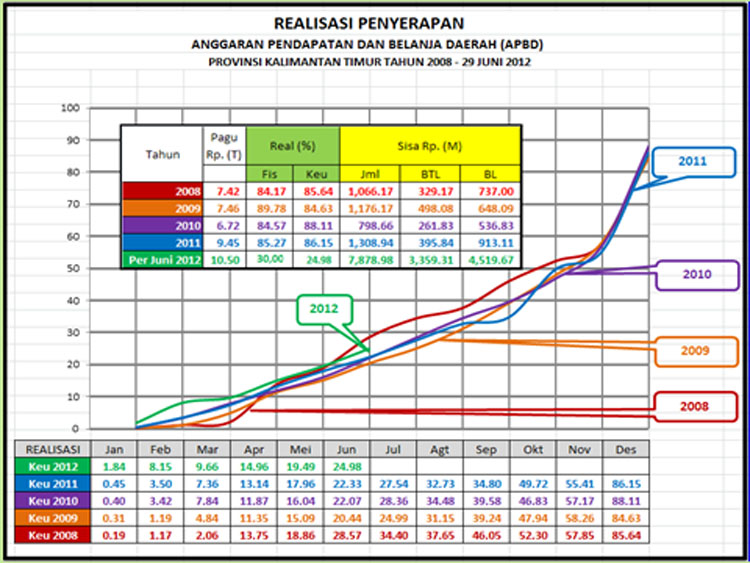 REALISASI PENYERAPAN
ANGGARAN PENDAPATAN DAN BELANJA DAERAH (APBD)
PROVINSI KALIMANTAN TIMUR TAHUN 2008 - 29 JUNI 2012
100
90
80
70
60
50
40
30
20
10
0
Tahun Pagu Rp. (T) Real (%) Sisa Rp. (M)
Fis Keu Jml BTL BL
2008 7.42 84.17 85.64 1,066.17 329.17 737.00
2009 7.46 89.78 84.63 1,176.17 498.08 648.09
2010 6.72 84.57 88.11 798.66 261.83 536.83
2011 9.45 85.27 86.15 1,308.94 395.84 913.11
Per Juni 2012 10.50 30,00 24.98 7,878.98 3,359.31 4,519.67
2011
2010
2012
2009
2008
REALISASI Jan Feb Mar Apr Mei Jun Jul Agt Sep Okt Nov Des
Keu 2012 1.84 8.15 9.66 14.96 19.49 24.98
Keu 2011 0.45 3.50 7.36 13.14 17.96 22.33 27.54 32.73 34.80 49.72 55.41 86.15
Keu 2010 0.40 3.42 7.84 11.87 16.04 22.07 28.36 34.48 39.58 46.83 57.17 88.11
Keu 2009 0.31 1.19 4.84 11.35 15.09 20.44 24.99 31.15 39.24 47.94 58.26 84.63
Keu 2008 0.19 1.17 2.06 13.75 18.86 28.57 34.40 37.65 46.05 52.30 57.85 85.64